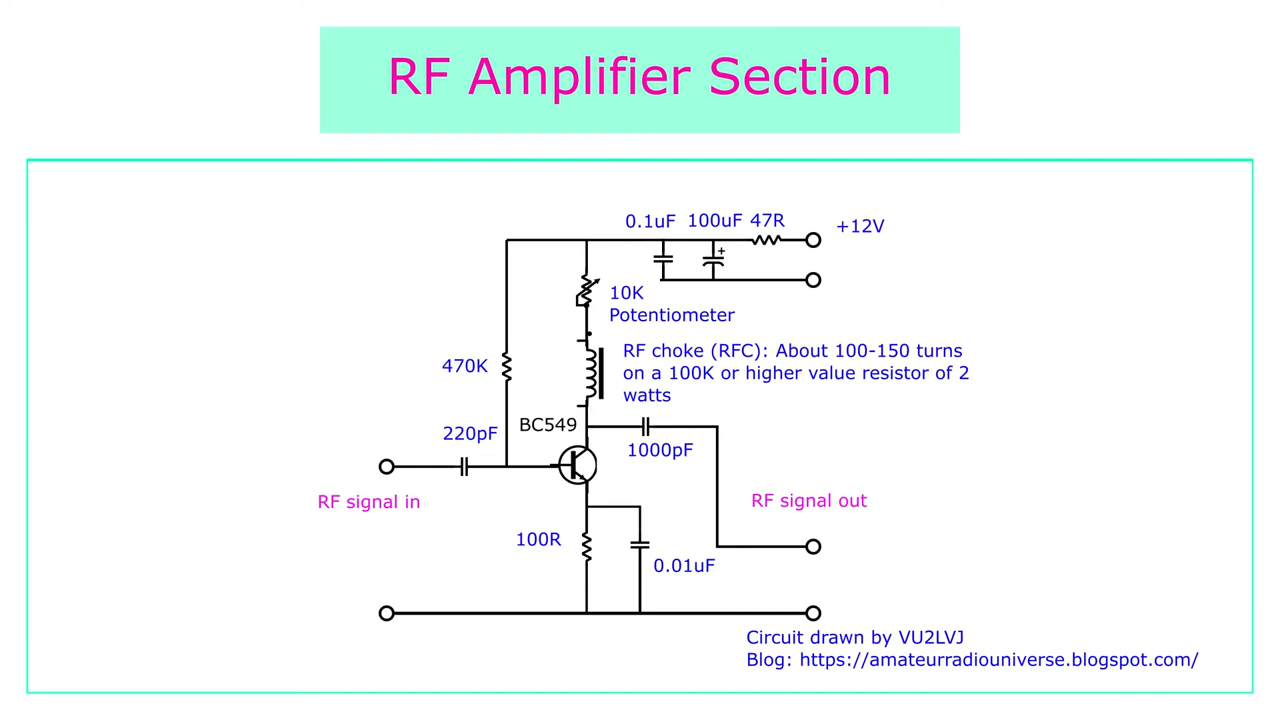 RF Amplifier Section
0.1uF 100uF 47R
+12V
+
10K
Potentiometer
RF choke (RFC): About 100-150 turns
on a 100K or higher value resistor of 2
watts
470K
BC549
220pF
1000pF
RF signal in
RF signal out
100R
0.01uF
Circuit drawn by VU2LVJ
Blog: https://amateurradiouniverse.blogspot.com/